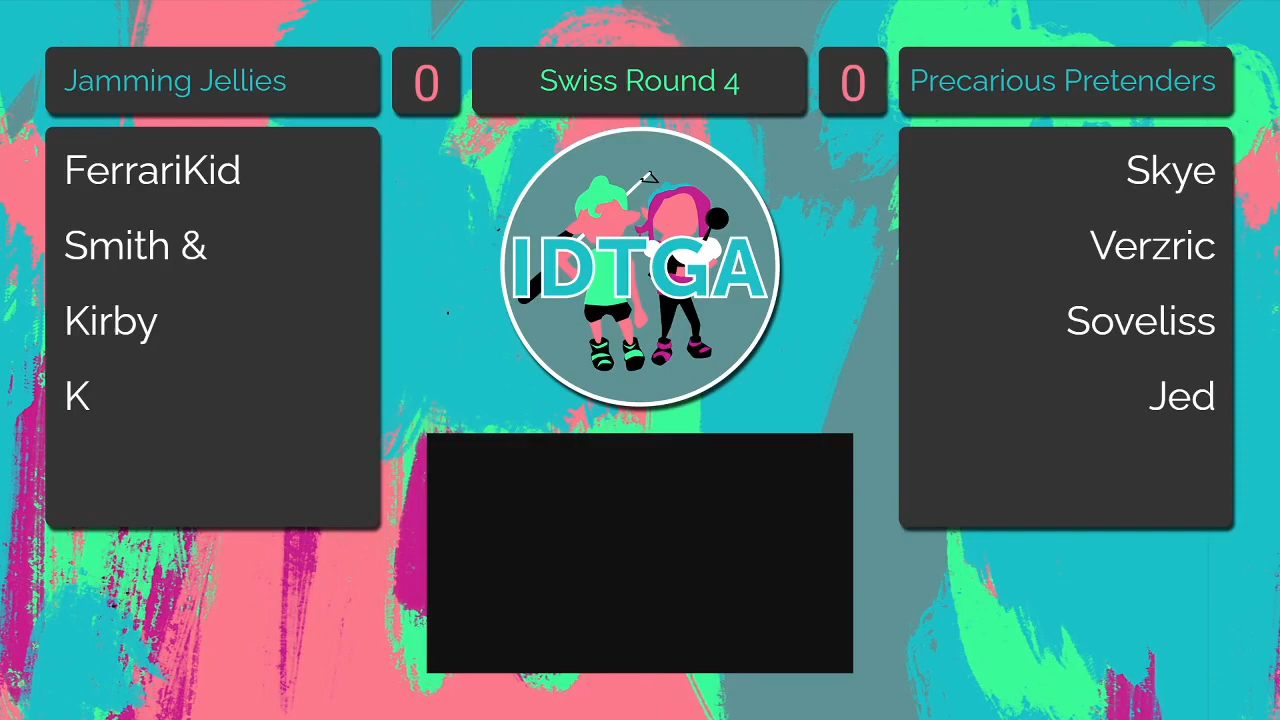 Jamming Jellies
0
Swiss Round 4
0
Precarious Pretenders
FerrariKid
Smith &
Kirby
K
IDTGA
Skye
Verzric
Soveliss
Jed